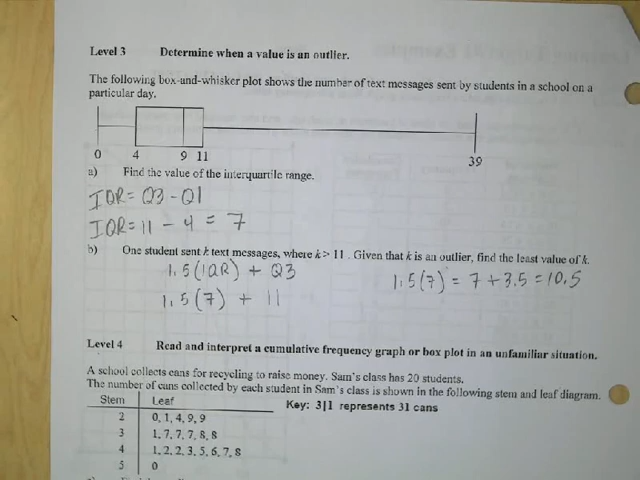 Level 3 Determine when a value is an outlier.
The following box-and-whisker plot shows the number of text messages sent by students in a school on a
particular day.
0 4 9 11 39
a) Find the value of the interquartile range.
IQR = Q3 - Q1
IQR = 11 - 4 = 7
b) One student sent k text messages, where k > 11 . Given that k is an outlier, find the least value of k.
1.5(IQR) + Q3
1.5(7) = 7 + 3.5 = 10.5
1.5(7) + 11
Level 4 Read and interpret a cumulative frequency graph or box plot in an unfamiliar situation.
A school collects cans for recycling to raise money. Sam's class has 20 students.
The number of cans collected by each student in Sam's class is shown in the following stem and leaf diagram.
Stem Leaf Key: 3|1 represents 31 cans
2 0, 1, 4, 9, 9
3 1, 7, 7, 7, 8, 8
4 1, 2, 2, 3, 5, 6, 7, 8
5 0